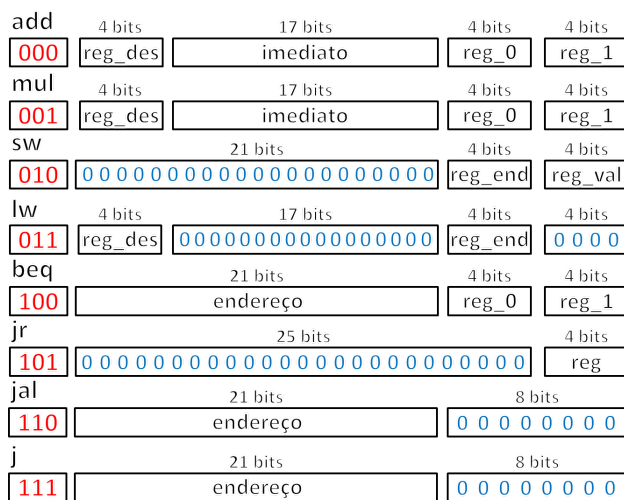 add
4 bits 17 bits 4 bits 4 bits
000 reg_des imediato reg_0 reg_1
mul
4 bits 17 bits 4 bits 4 bits
001 reg_des imediato reg_0 reg_1
sw
21 bits 4 bits 4 bits
010 0 0 0 0 0 0 0 0 0 0 0 0 0 0 0 0 0 0 0 0 0 reg_end reg_val
lw
4 bits 17 bits 4 bits 4 bits
011 reg_des 0 0 0 0 0 0 0 0 0 0 0 0 0 0 0 0 0 reg_end 0 0 0 0
beq
21 bits 4 bits 4 bits
100 endereço reg_0 reg_1
jr
25 bits 4 bits
101 0 0 0 0 0 0 0 0 0 0 0 0 0 0 0 0 0 0 0 0 0 0 0 0 0 reg
jal
21 bits 8 bits
110 endereço 0 0 0 0 0 0 0 0
j
21 bits 8 bits
111 endereço 0 0 0 0 0 0 0 0